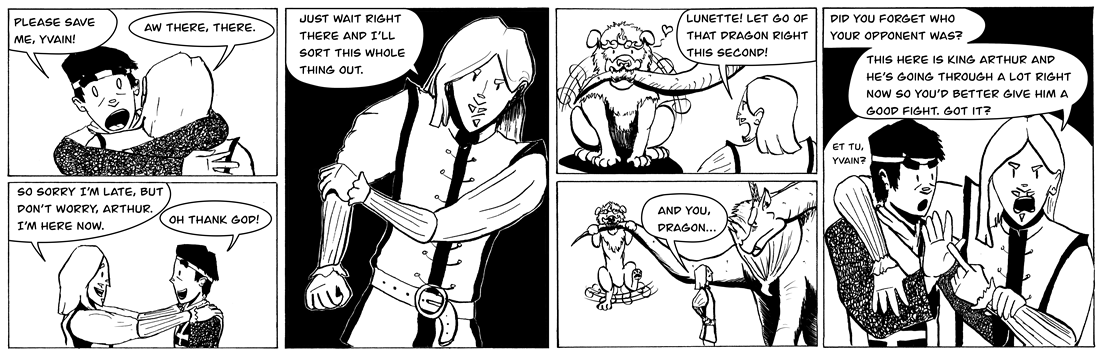 PLEASE SAVE
ME, YVAIN!
AW THERE, THERE.
SO SORRY I'M LATE, BUT
DON'T WORRY, ARTHUR.
I'M HERE NOW.
OH THANK GOD!
JUST WAIT RIGHT
THERE AND I'LL
SORT THIS WHOLE
THING OUT.
LUNETTE! LET GO OF
THAT DRAGON RIGHT
THIS SECOND!
AND YOU,
DRAGON...
DID YOU FORGET WHO
YOUR OPPONENT WAS?
THIS HERE IS KING ARTHUR AND
HE'S GOING THROUGH A LOT RIGHT
NOW SO YOU'D BETTER GIVE HIM A
GOOD FIGHT. GOT IT?
ET TU,
YVAIN?